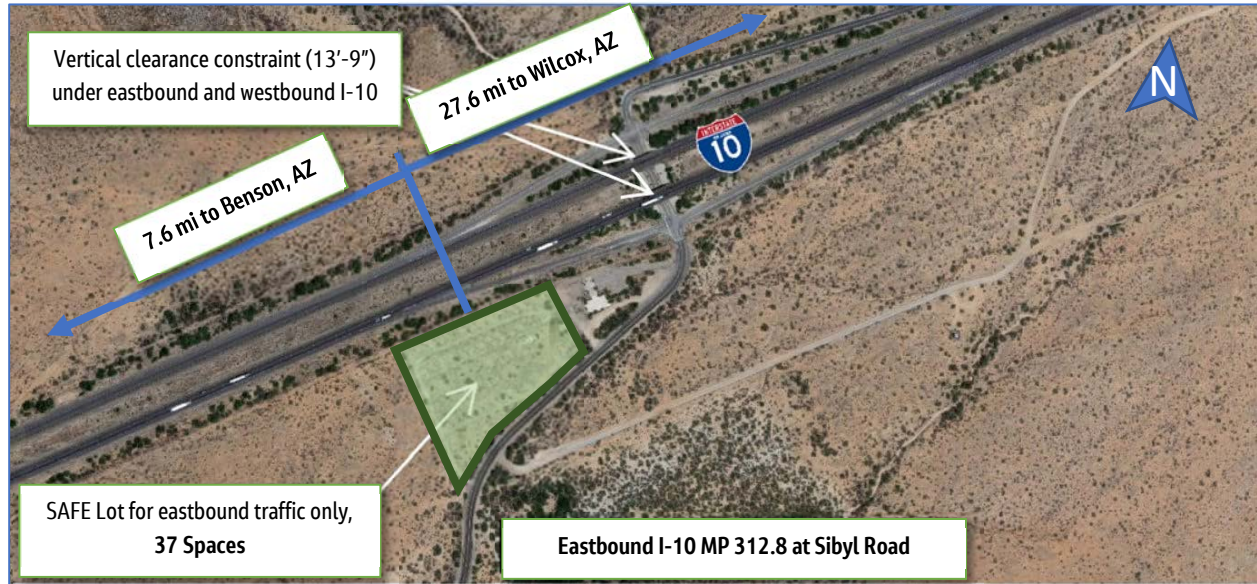 Vertical clearance constraint (13’-9”)
under eastbound and westbound I-10
27.6 mi to Wilcox, AZ
N
INTERSTATE
10
7.6 mi to Benson, AZ
SAFE Lot for eastbound traffic only,
37 Spaces
Eastbound I-10 MP 312.8 at Sibyl Road